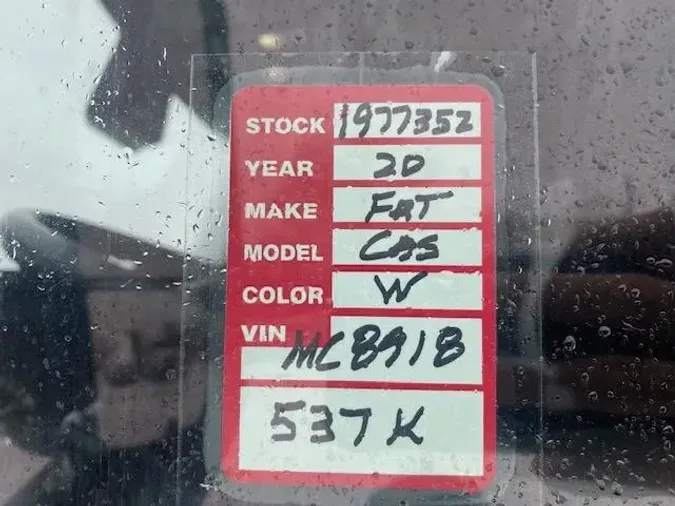 STOCK 1977352
YEAR 20
MAKE FRT
MODEL CAS
COLOR W
VIN MC8918
537K